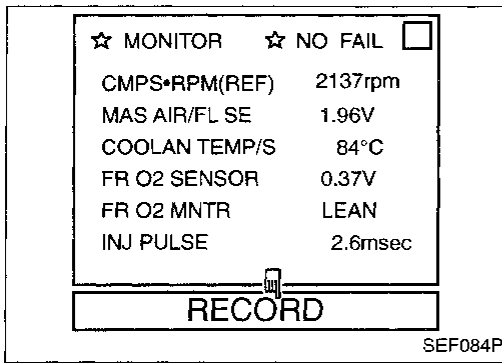 ☆ MONITOR ☆ NO FAIL
CMPS•RPM(REF) 2137rpm
MAS AIR/FL SE 1.96V
COOLAN TEMP/S 84°C
FR O2 SENSOR 0.37V
FR O2 MNTR LEAN
INJ PULSE 2.6msec
RECORD
SEF084P